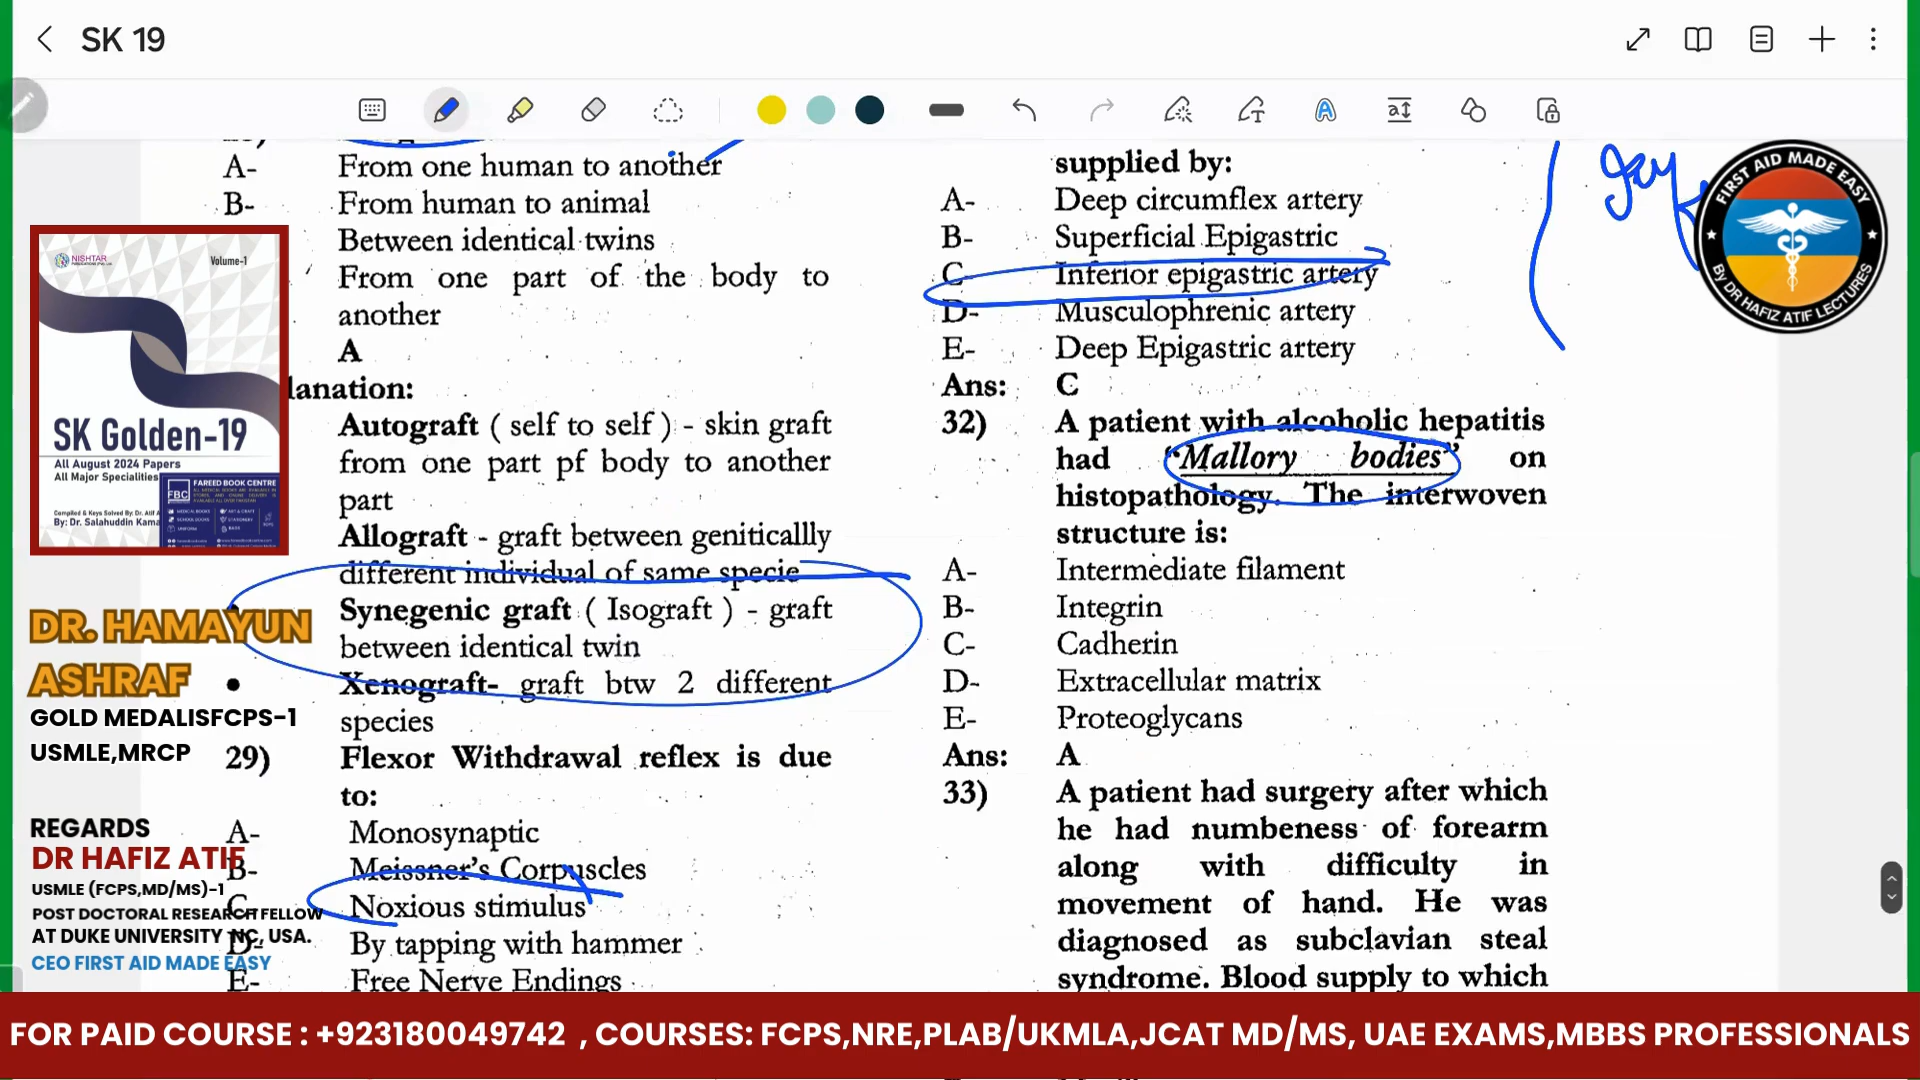 SK 19
A- From one human to another
B- From human to animal
Between identical twins
From one part of the body to
another
A
lanation:
Autograft ( self to self ) - skin graft
from one part pf body to another
part
Allograft - graft between geniticallly
different individual of same specie
Synegenic graft ( Isograft ) - graft
between identical twin
• Xenograft- graft btw 2 different
species
29) Flexor Withdrawal reflex is due
to:
A- Monosynaptic
B- Meissner's Corpuscles
C- Noxious stimulus
D- By tapping with hammer
E- Free Nerve Endings
supplied by:
A- Deep circumflex artery
B- Superficial Epigastric
C- Inferior epigastric artery
D- Musculophrenic artery
E- Deep Epigastric artery
Ans: C
32) A patient with alcoholic hepatitis
had "Mallory bodies" on
histopathology. The interwoven
structure is:
A- Intermediate filament
B- Integrin
C- Cadherin
D- Extracellular matrix
E- Proteoglycans
Ans: A
33) A patient had surgery after which
he had numbeness of forearm
along with difficulty in
movement of hand. He was
diagnosed as subclavian steal
syndrome. Blood supply to which
FIRST AID MADE EASY
By DR HAFIZ ATIF LECTURES
NISHTAR
Volume-1
SK Golden-19
All August 2024 Papers
All Major Specialities
FBC
FAREED BOOK CENTRE
Compiled & Keys Solved By: Dr. Atif A
By: Dr. Salahuddin Kama
DR. HAMAYUN
ASHRAF
GOLD MEDALISFCPS-1
USMLE,MRCP
REGARDS
DR HAFIZ ATIF
USMLE (FCPS,MD/MS)-1
POST DOCTORAL RESEARCH FELLOW
AT DUKE UNIVERSITY NC, USA.
CEO FIRST AID MADE EASY
FOR PAID COURSE : +923180049742 , COURSES: FCPS,NRE,PLAB/UKMLA,JCAT MD/MS, UAE EXAMS,MBBS PROFESSIONALS